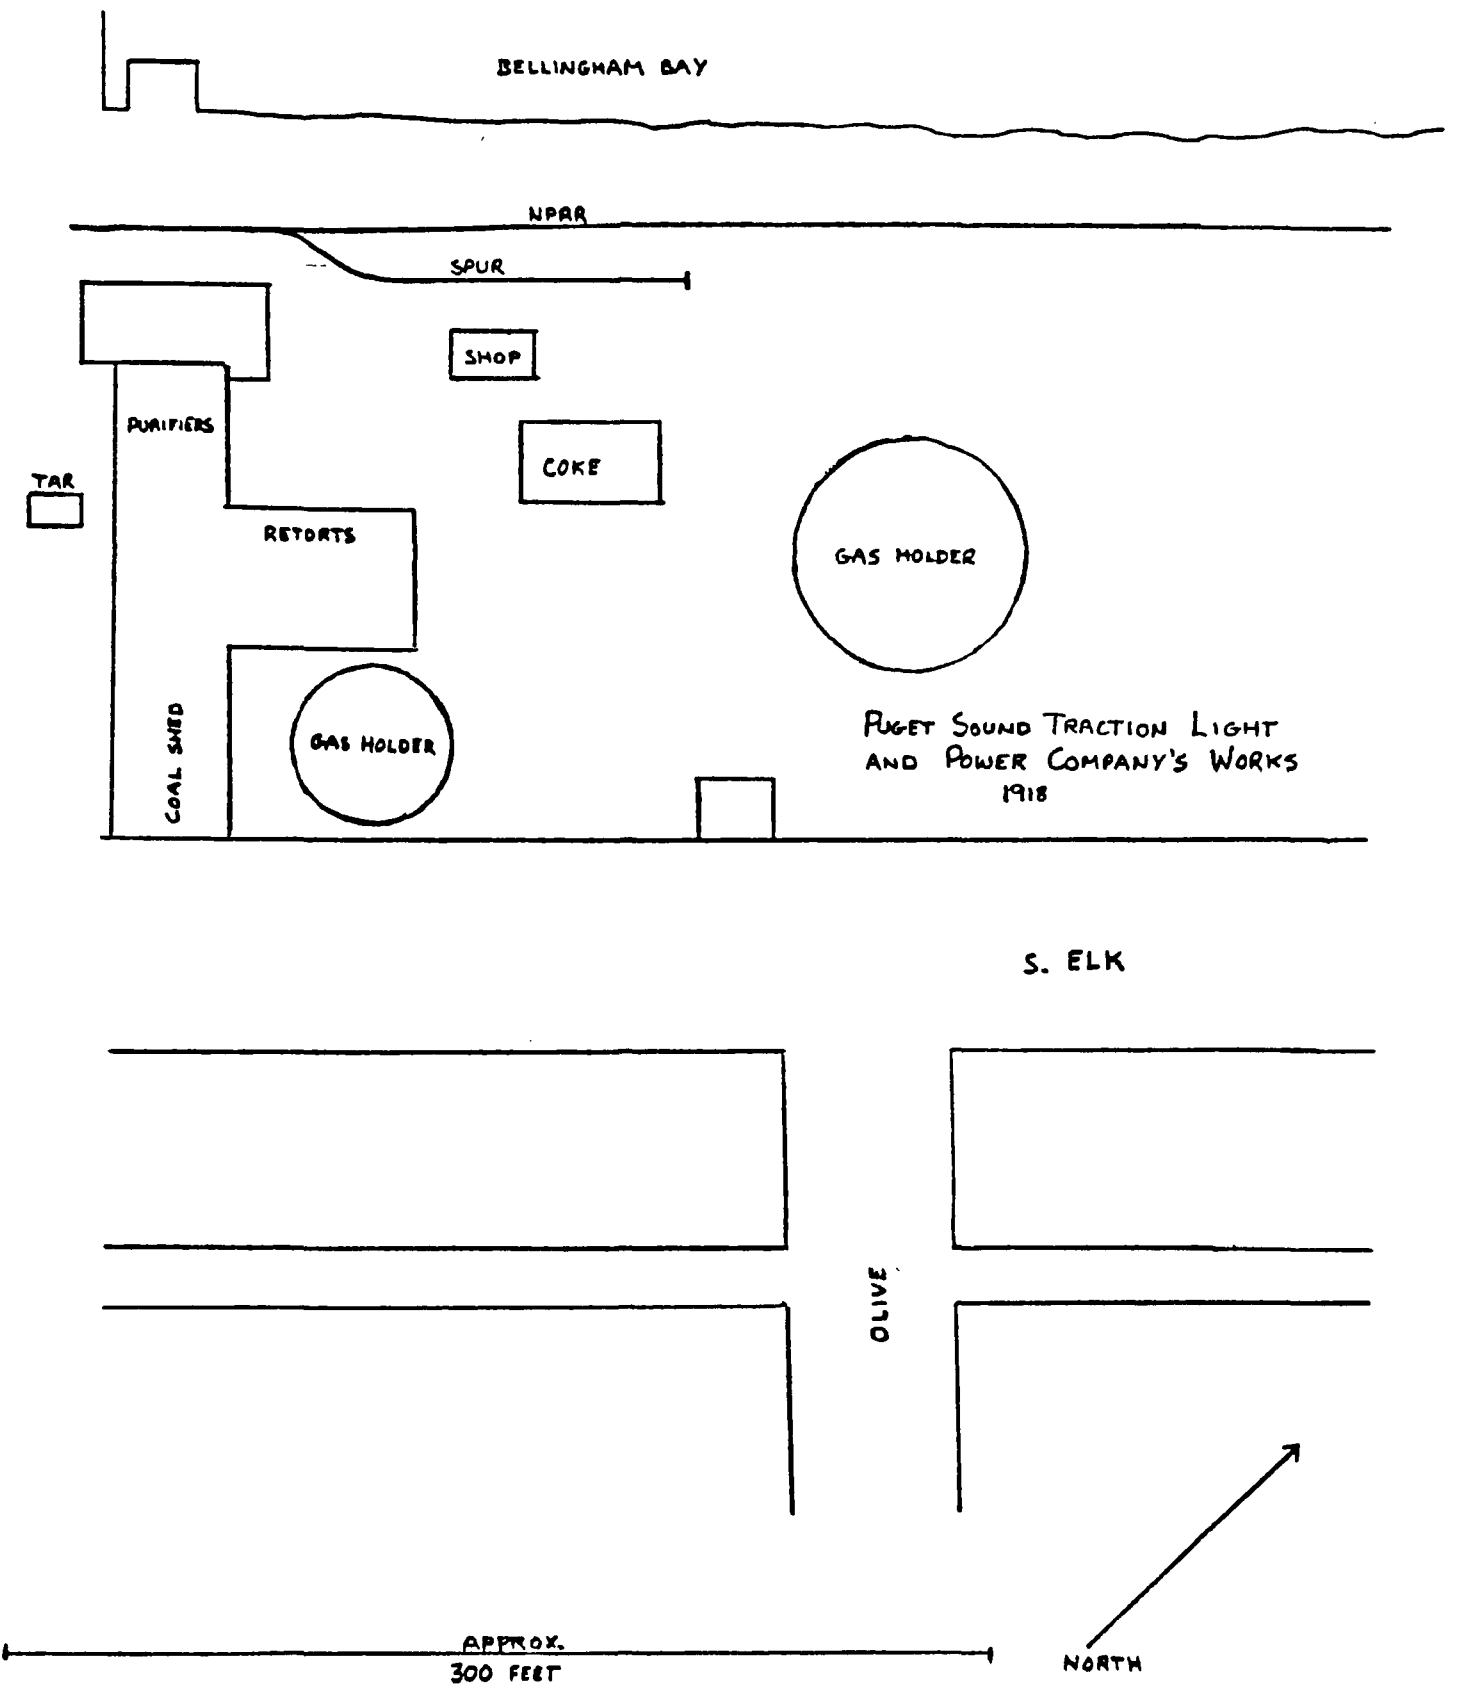 BELLINGHAM BAY
NPRR
SPUR
SHOP
PURIFIERS
COKE
TAR
RETORTS
GAS HOLDER
GAS HOLDER
COAL SHED
PUGET SOUND TRACTION LIGHT
AND POWER COMPANY'S WORKS
1918
S. ELK
OLIVE
APPROX.
300 FEET
NORTH